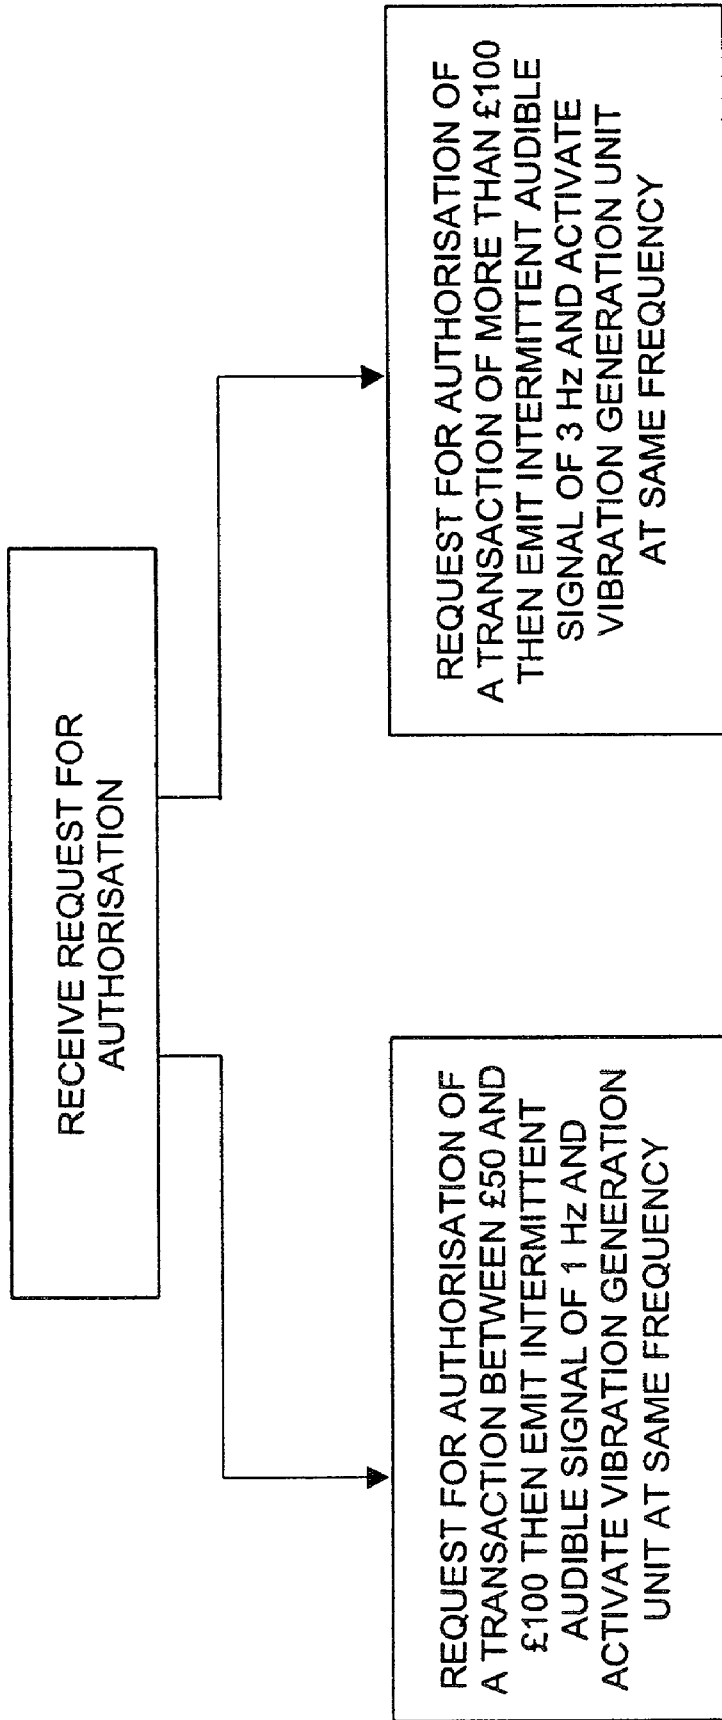 RECEIVE REQUEST FOR
AUTHORISATION
REQUEST FOR AUTHORISATION OF
A TRANSACTION BETWEEN £50 AND
£100 THEN EMIT INTERMITTENT
AUDIBLE SIGNAL OF 1 Hz AND
ACTIVATE VIBRATION GENERATION
UNIT AT SAME FREQUENCY
REQUEST FOR AUTHORISATION OF
A TRANSACTION OF MORE THAN £100
THEN EMIT INTERMITTENT AUDIBLE
SIGNAL OF 3 Hz AND ACTIVATE
VIBRATION GENERATION UNIT
AT SAME FREQUENCY